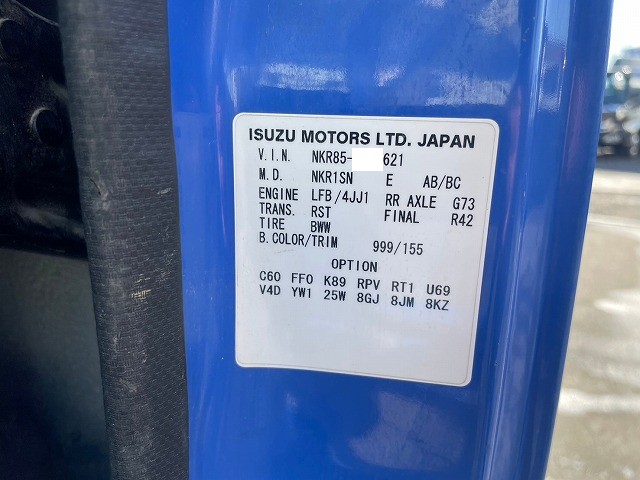 ISUZU MOTORS LTD. JAPAN
V.I.N. NKR85- 621
M.D. NKR1SN E AB/BC
ENGINE LFB/4JJ1 RR AXLE G73
TRANS. RST FINAL R42
TIRE BWW
B.COLOR/TRIM 999/155
OPTION
C60 FF0 K89 RPV RT1 U69
V4D YW1 25W 8GJ 8JM 8KZ